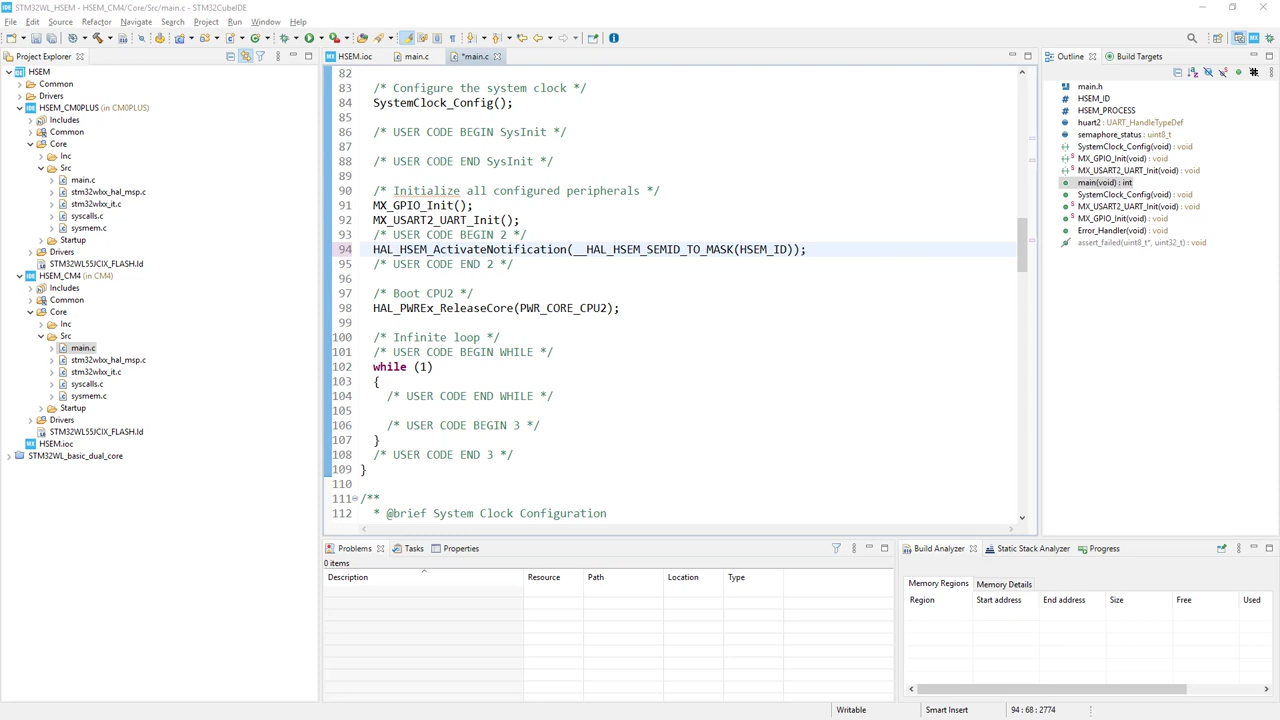 IDE STM32WL_HSEM - HSEM_CM4/Core/Src/main.c - STM32CubeIDE
File Edit Source Refactor Navigate Search Project Run Window Help
Project Explorer
HSEM
Common
Drivers
HSEM_CM0PLUS (in CM0PLUS)
Includes
Common
Core
Inc
Src
main.c
stm32wlxx_hal_msp.c
stm32wlxx_it.c
syscalls.c
sysmem.c
Startup
Drivers
STM32WL55JCIX_FLASH.ld
HSEM_CM4 (in CM4)
Includes
Common
Core
Inc
Src
main.c
stm32wlxx_hal_msp.c
stm32wlxx_it.c
syscalls.c
sysmem.c
Startup
Drivers
STM32WL55JCIX_FLASH.ld
HSEM.ioc
STM32WL_basic_dual_core
HSEM.ioc main.c *main.c
82
83 /* Configure the system clock */
84 SystemClock_Config();
85
86 /* USER CODE BEGIN SysInit */
87
88 /* USER CODE END SysInit */
89
90 /* Initialize all configured peripherals */
91 MX_GPIO_Init();
92 MX_USART2_UART_Init();
93 /* USER CODE BEGIN 2 */
94 HAL_HSEM_ActivateNotification(__HAL_HSEM_SEMID_TO_MASK(HSEM_ID));
95 /* USER CODE END 2 */
96
97 /* Boot CPU2 */
98 HAL_PWREx_ReleaseCore(PWR_CORE_CPU2);
99
100 /* Infinite loop */
101 /* USER CODE BEGIN WHILE */
102 while (1)
103 {
104 /* USER CODE END WHILE */
105
106 /* USER CODE BEGIN 3 */
107 }
108 /* USER CODE END 3 */
109 }
110
111 /**
112 * @brief System Clock Configuration
Outline Build Targets
main.h
HSEM_ID
HSEM_PROCESS
huart2 : UART_HandleTypeDef
semaphore_status : uint8_t
SystemClock_Config(void) : void
MX_GPIO_Init(void) : void
MX_USART2_UART_Init(void) : void
main(void) : int
SystemClock_Config(void) : void
MX_USART2_UART_Init(void) : void
MX_GPIO_Init(void) : void
Error_Handler(void) : void
assert_failed(uint8_t*, uint32_t) : void
Problems Tasks Properties
0 items
Description Resource Path Location Type
Build Analyzer Static Stack Analyzer Progress
Memory Regions Memory Details
Region Start address End address Size Free Used
Writable Smart Insert 94 : 68 : 2774